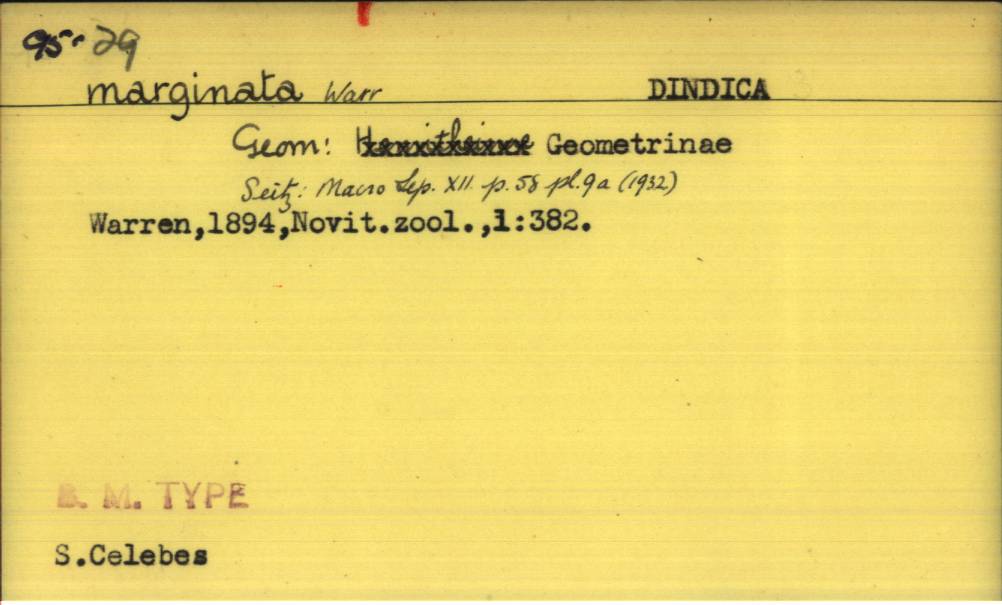 95. 29
marginata Warr DINDICA
Geom: Hemitheinae Geometrinae
Seitz: Macro Lep. XII. p. 58 pl. 9a (1932)
Warren,1894,Novit.zool.,1:382.
B. M. TYPE
S.Celebes